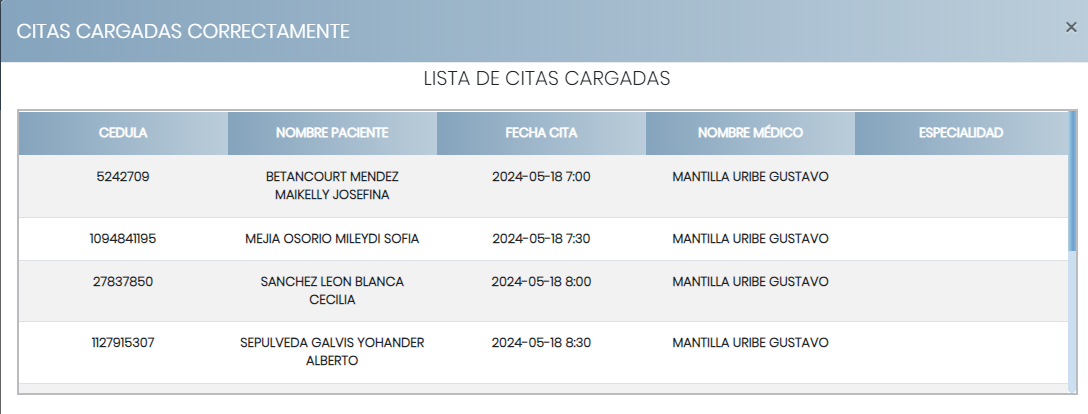 CITAS CARGADAS CORRECTAMENTE ×
LISTA DE CITAS CARGADAS
CEDULA NOMBRE PACIENTE FECHA CITA NOMBRE MÉDICO ESPECIALIDAD
5242709 BETANCOURT MENDEZ 2024-05-18 7:00 MANTILLA URIBE GUSTAVO
MAIKELLY JOSEFINA
1094841195 MEJIA OSORIO MILEYDI SOFIA 2024-05-18 7:30 MANTILLA URIBE GUSTAVO
27837850 SANCHEZ LEON BLANCA 2024-05-18 8:00 MANTILLA URIBE GUSTAVO
CECILIA
1127915307 SEPULVEDA GALVIS YOHANDER 2024-05-18 8:30 MANTILLA URIBE GUSTAVO
ALBERTO